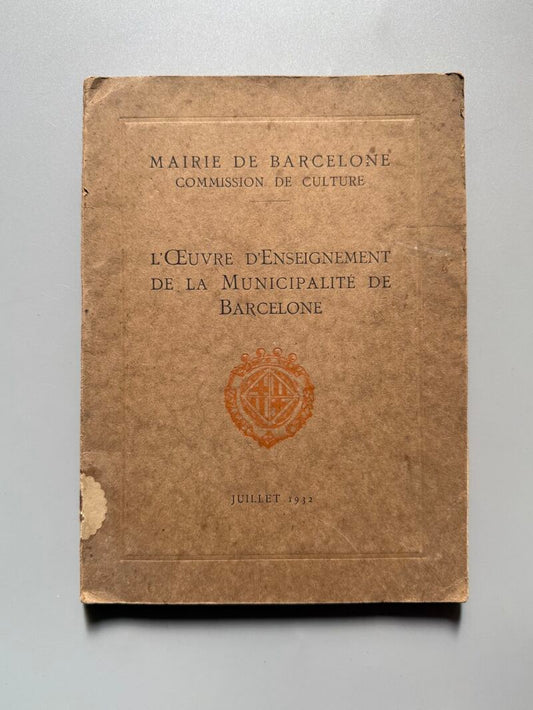 MAIRIE DE BARCELONE
COMMISSION DE CULTURE
L'ŒUVRE D'ENSEIGNEMENT
DE LA MUNICIPALITÉ DE
BARCELONE
JUILLET 1932